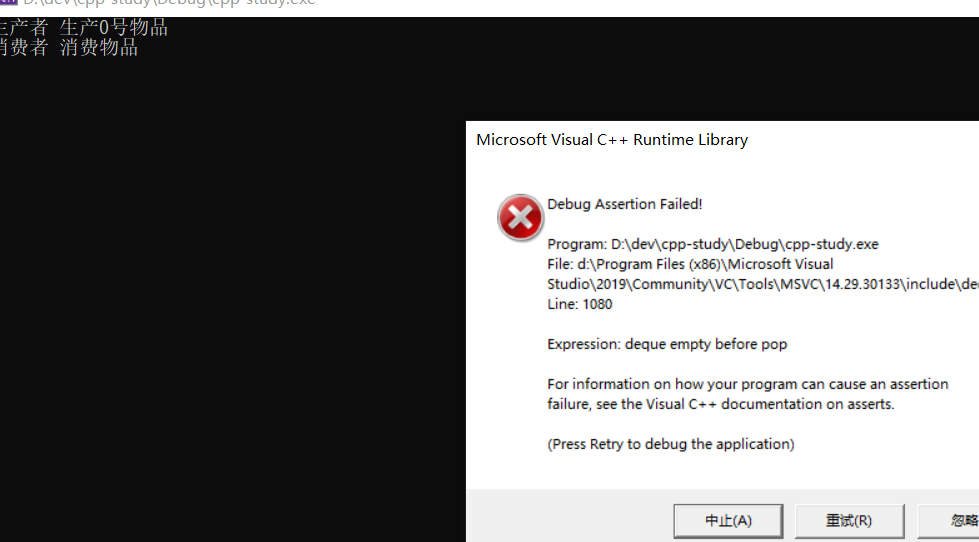 D:\dev\cpp-study\Debug\cpp-study.exe
生产者 生产0号物品
消费者 消费物品
Microsoft Visual C++ Runtime Library
Debug Assertion Failed!
Program: D:\dev\cpp-study\Debug\cpp-study.exe
File: d:\Program Files (x86)\Microsoft Visual
Studio\2019\Community\VC\Tools\MSVC\14.29.30133\include\de
Line: 1080
Expression: deque empty before pop
For information on how your program can cause an assertion
failure, see the Visual C++ documentation on asserts.
(Press Retry to debug the application)
中止(A)
重试(R)
忽略